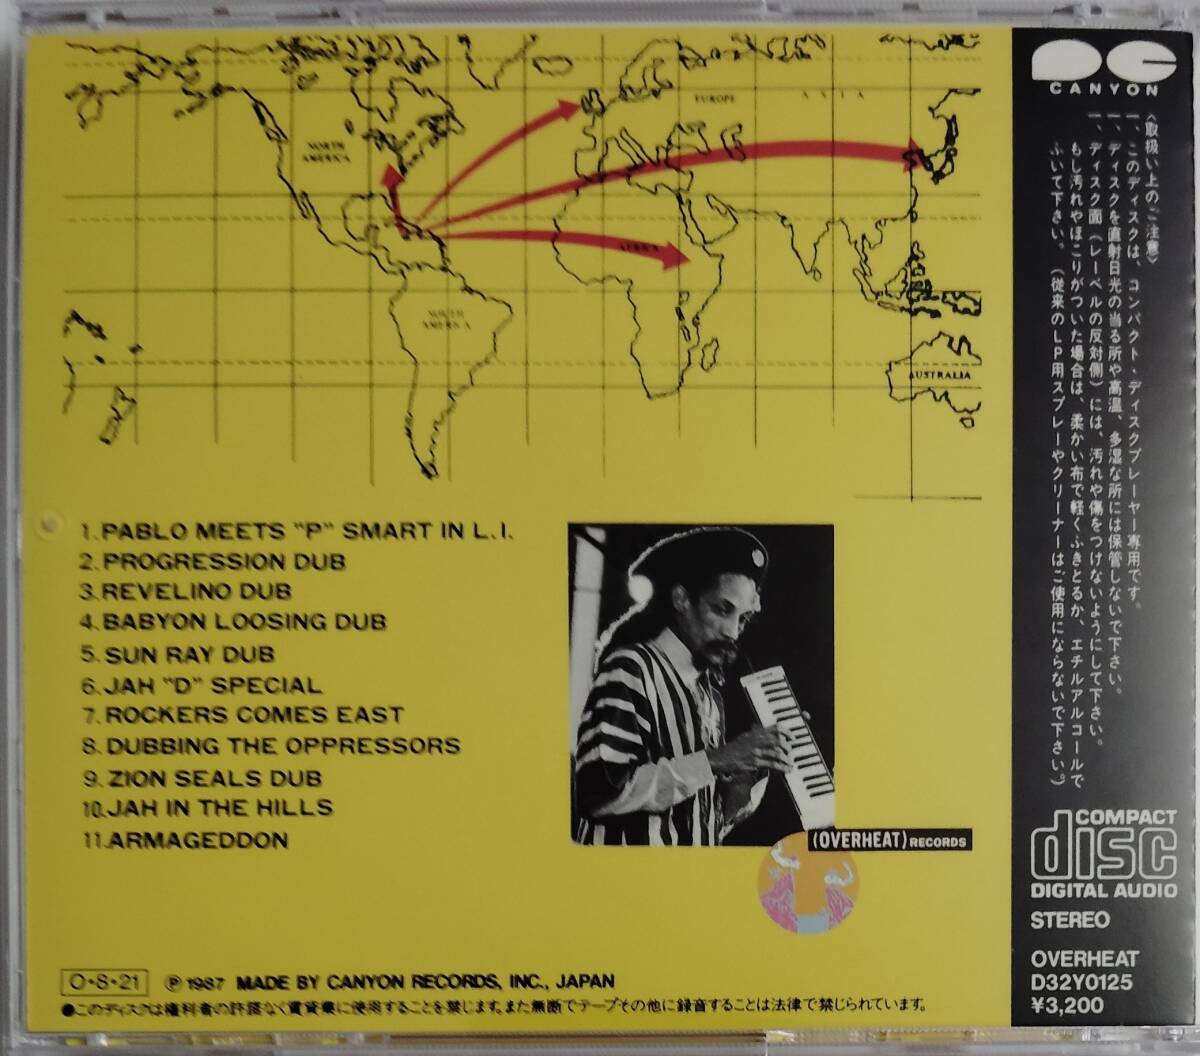 NORTH
AMERICA
EUROPE
ASIA
AFRICA
SOUTH
AMERICA
AUSTRALIA
1. PABLO MEETS "P" SMART IN L.I.
2. PROGRESSION DUB
3. REVELINO DUB
4. BABYON LOOSING DUB
5. SUN RAY DUB
6. JAH "D" SPECIAL
7. ROCKERS COMES EAST
8. DUBBING THE OPPRESSORS
9. ZION SEALS DUB
10. JAH IN THE HILLS
11. ARMAGEDDON
(OVERHEAT) RECORDS
O・8・21 Ⓟ1987 MADE BY CANYON RECORDS, INC., JAPAN
●このディスクは権利者の許諾なく賃貸業に使用することを禁じます。また無断でテープその他に録音することは法律で禁じられています。
CANYON
〈取扱い上のご注意〉
一、このディスクは、コンパクト・ディスクプレーヤー専用です。
一、ディスクを直射日光の当る所や高温、多湿な所には保管しないで下さい。
一、ディスク面(レーベルの反対側)には、汚れや傷をつけないようにして下さい。
もし汚れやほこりがついた場合は、柔かい布で軽くふきとるか、エチルアルコールで
ふいて下さい。(従来のLP用スプレーやクリーナーはご使用にならないで下さい。)
COMPACT
disc
DIGITAL AUDIO
STEREO
OVERHEAT
D32Y0125
¥3,200